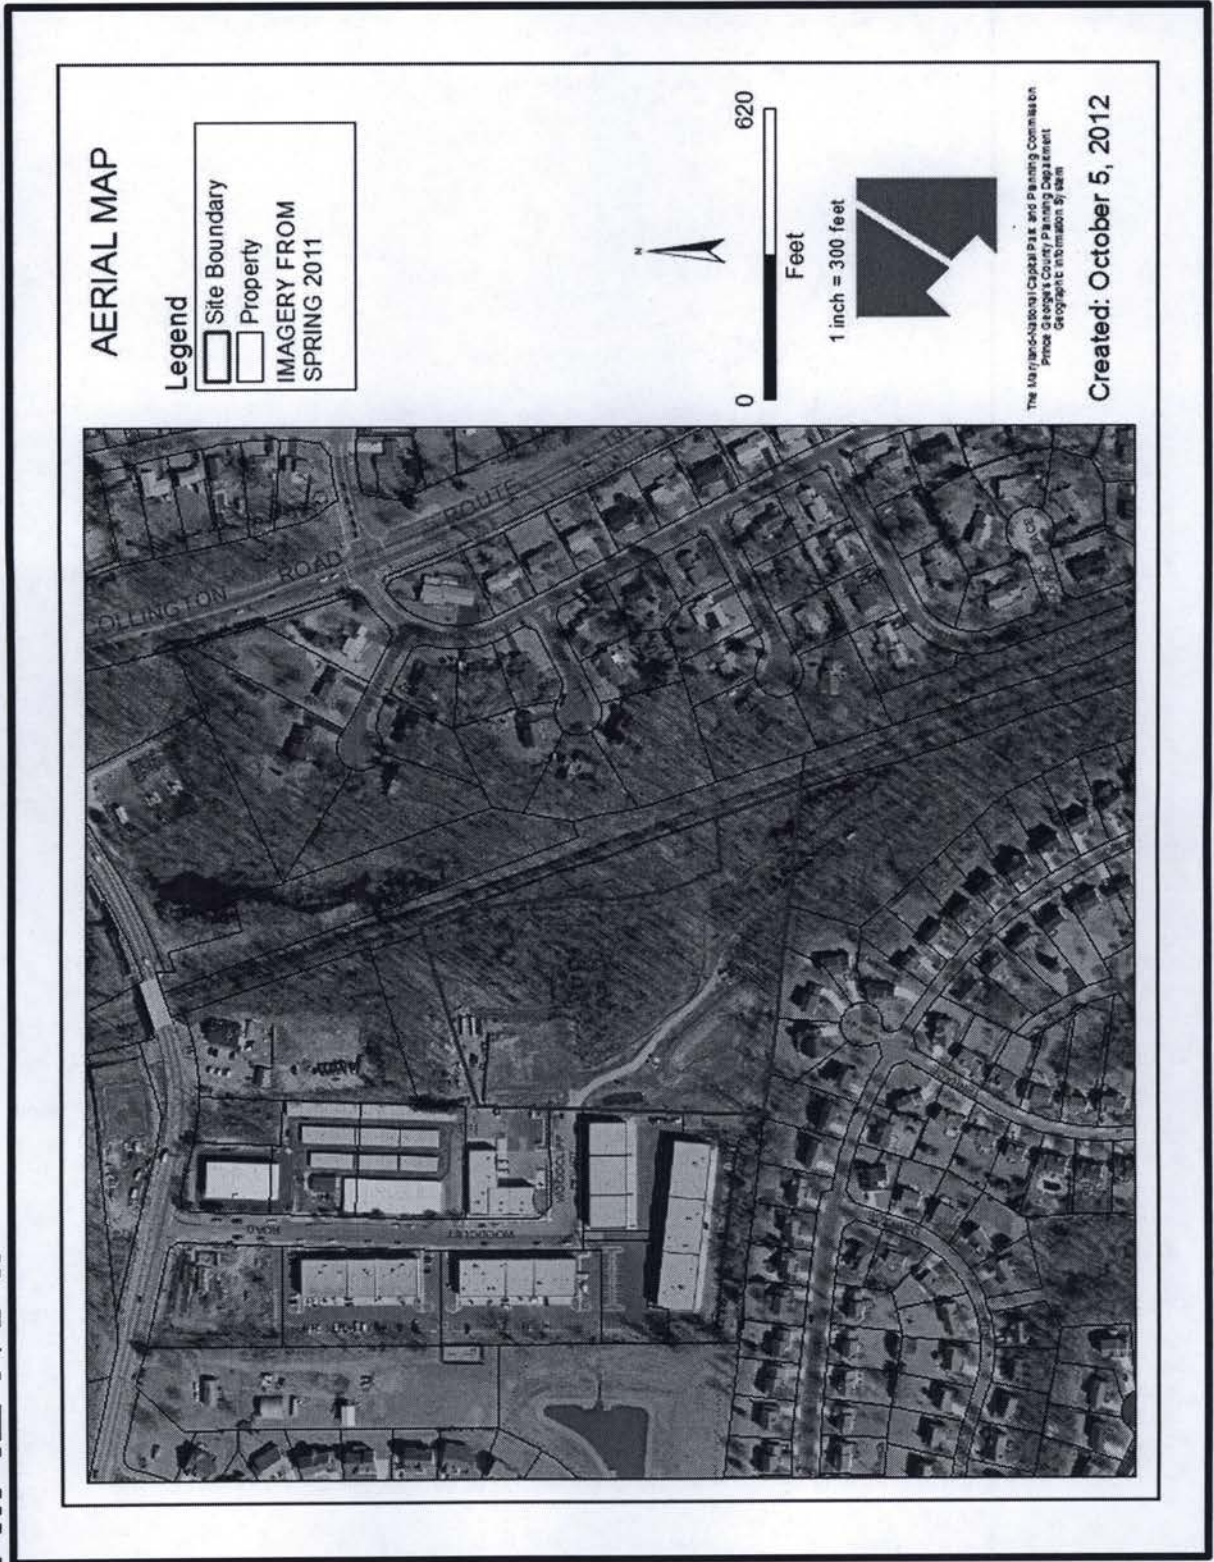 AERIAL MAP
Legend
Site Boundary
Property
IMAGERY FROM
SPRING 2011
N
0
620
Feet
1 inch = 300 feet
The Maryland-National Capital Park and Planning Commission
Prince George's County Planning Department
Geographic Information System
Created: October 5, 2012
OLLINGTON
ROAD
ROUTE
WOODCLIFF
ROAD